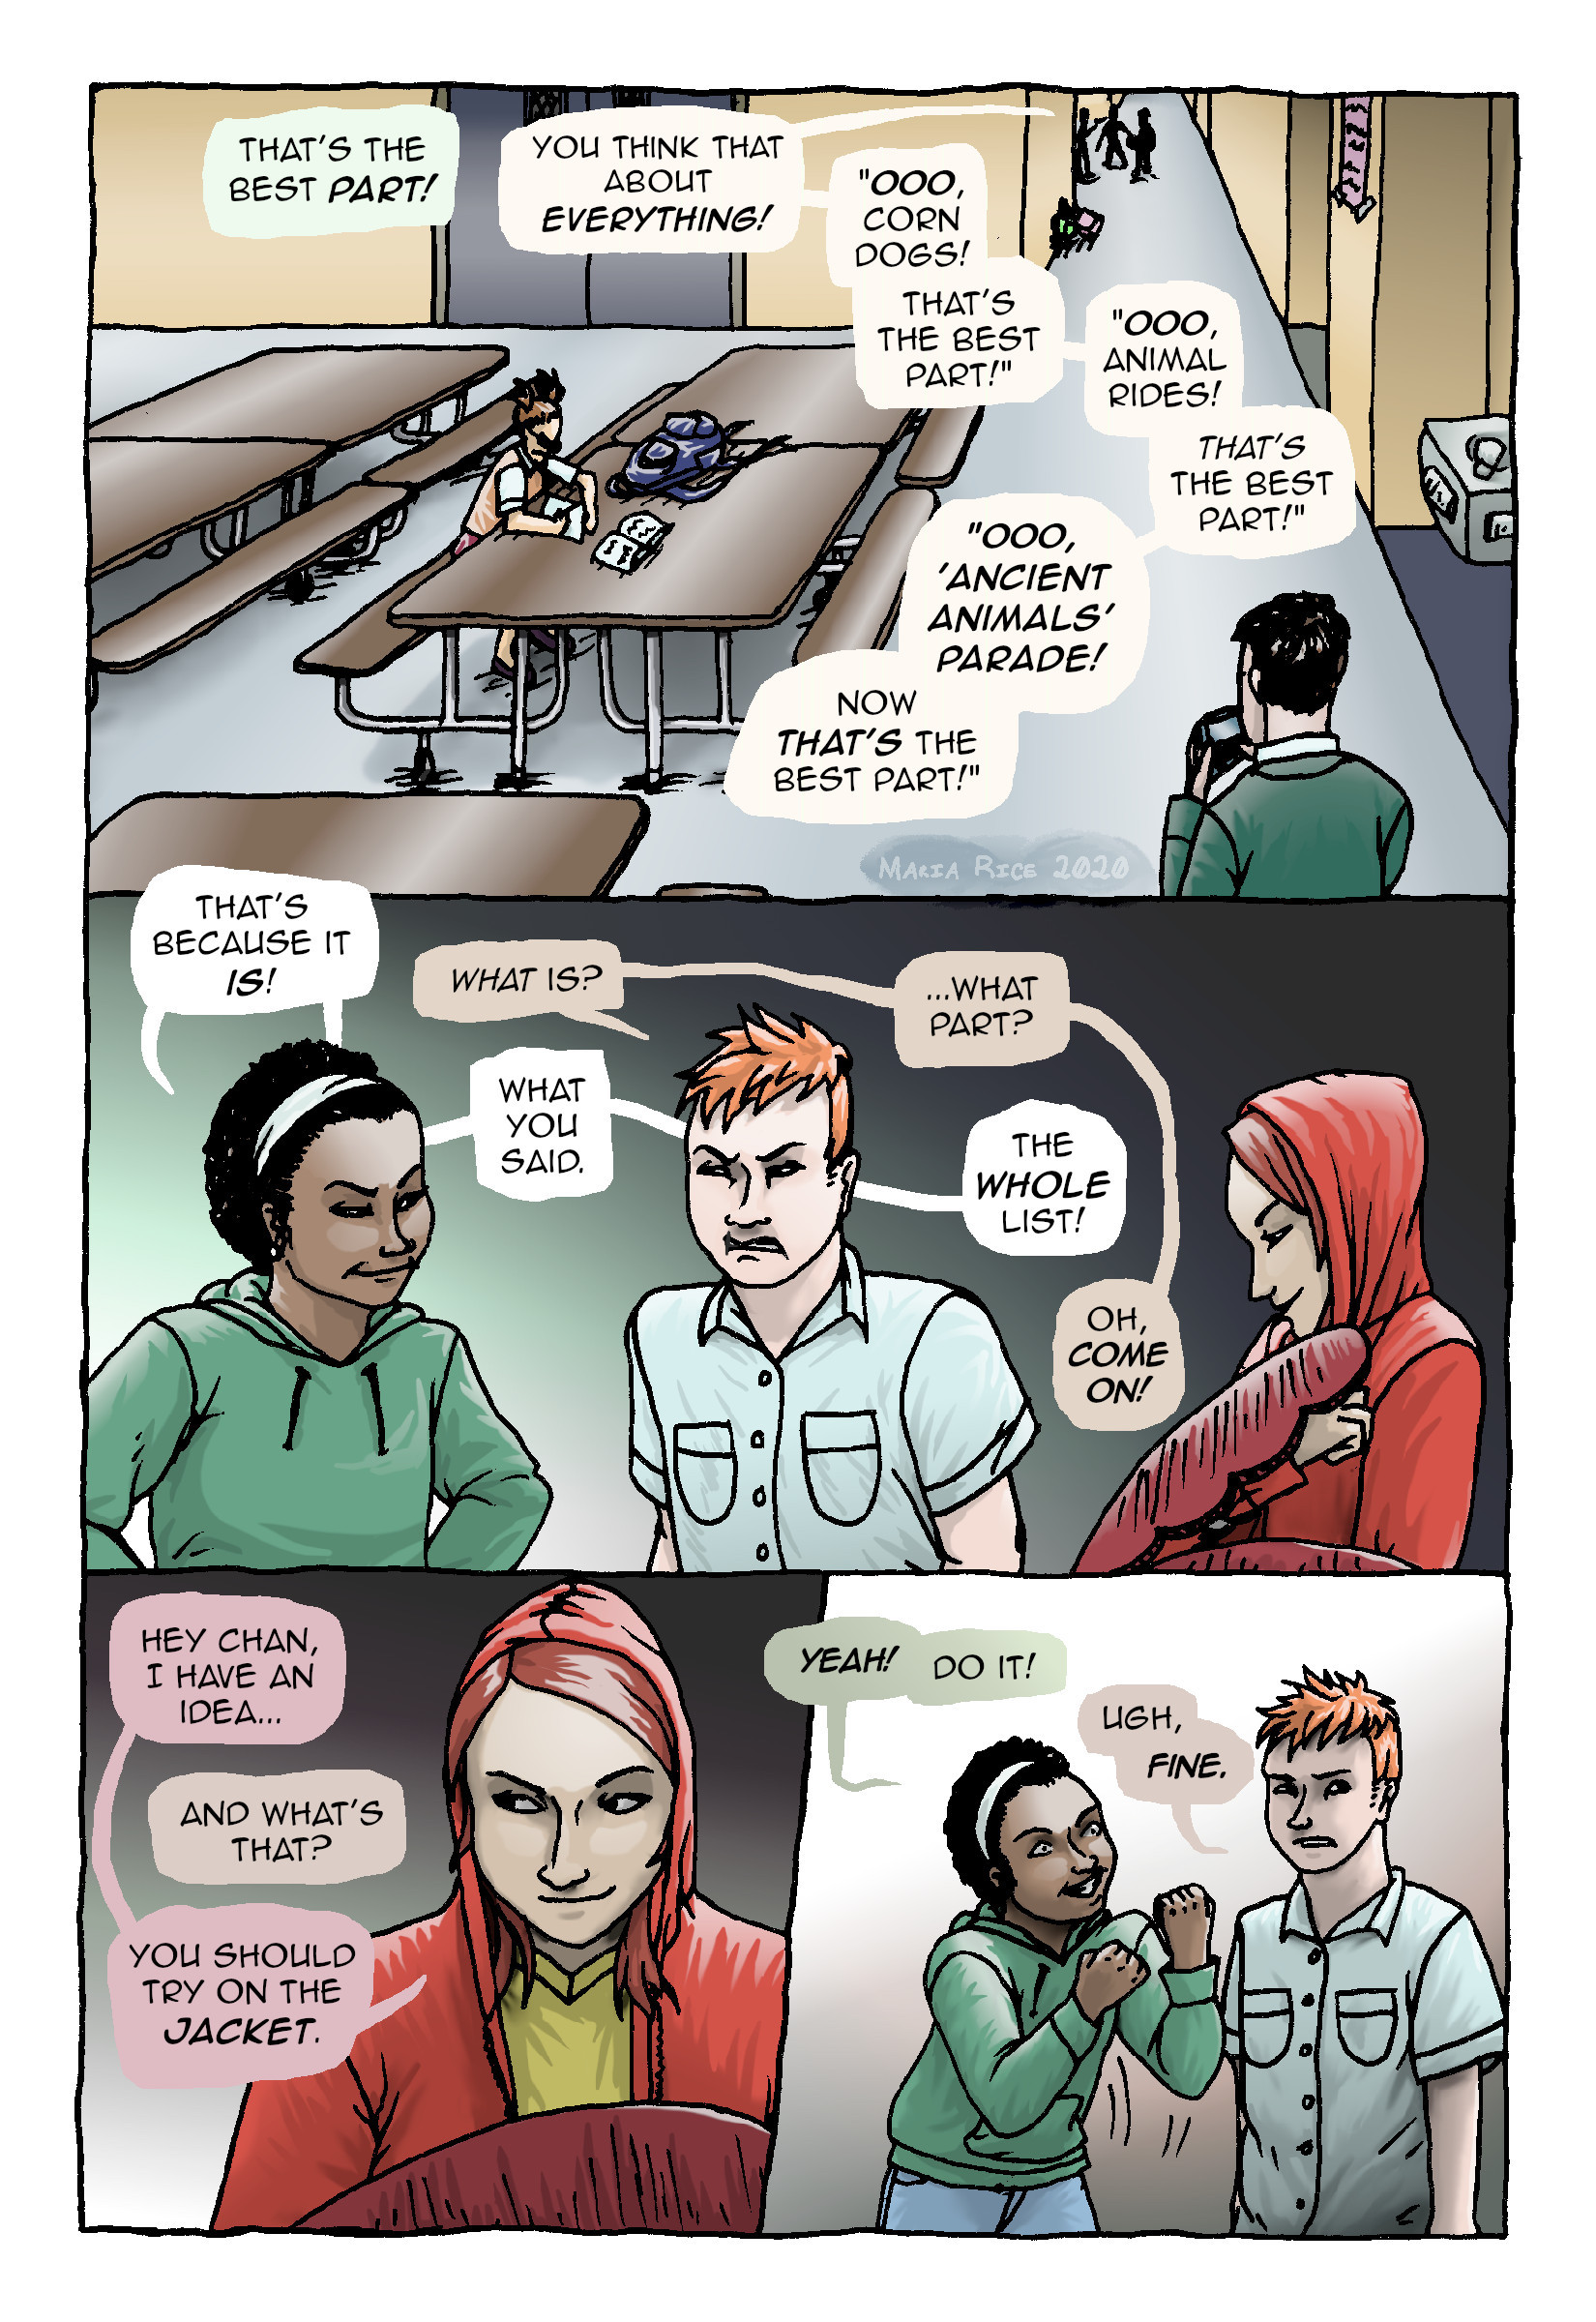 THAT'S THE
BEST PART!
YOU THINK THAT
ABOUT
EVERYTHING!
"OOO,
CORN
DOGS!
THAT'S
THE BEST
PART!"
"OOO,
ANIMAL
RIDES!
THAT'S
THE BEST
PART!"
"OOO,
'ANCIENT
ANIMALS'
PARADE!
NOW
THAT'S THE
BEST PART!"
MARIA RICE 2020
THAT'S
BECAUSE IT
IS!
WHAT IS?
...WHAT
PART?
WHAT
YOU
SAID.
THE
WHOLE
LIST!
OH,
COME
ON!
HEY CHAN,
I HAVE AN
IDEA...
AND WHAT'S
THAT?
YOU SHOULD
TRY ON THE
JACKET.
YEAH! DO IT!
UGH,
FINE.